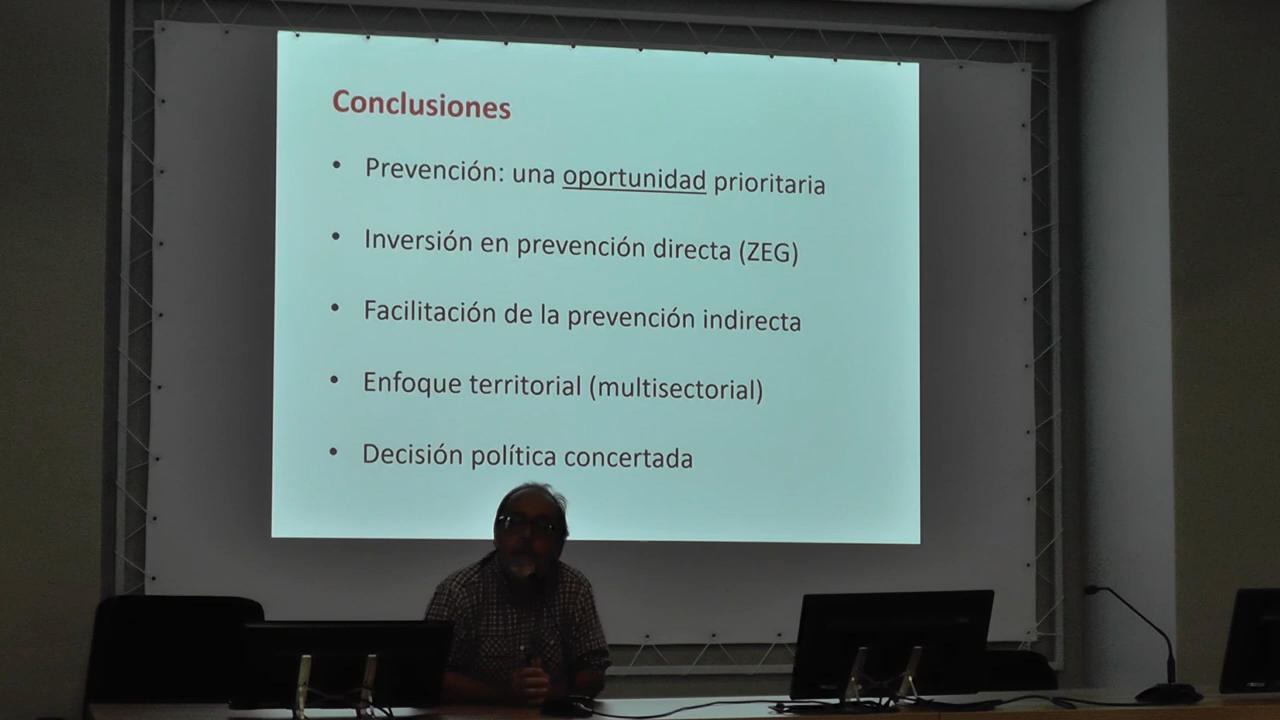 Conclusiones
• Prevención: una oportunidad prioritaria
• Inversión en prevención directa (ZEG)
• Facilitación de la prevención indirecta
• Enfoque territorial (multisectorial)
• Decisión política concertada